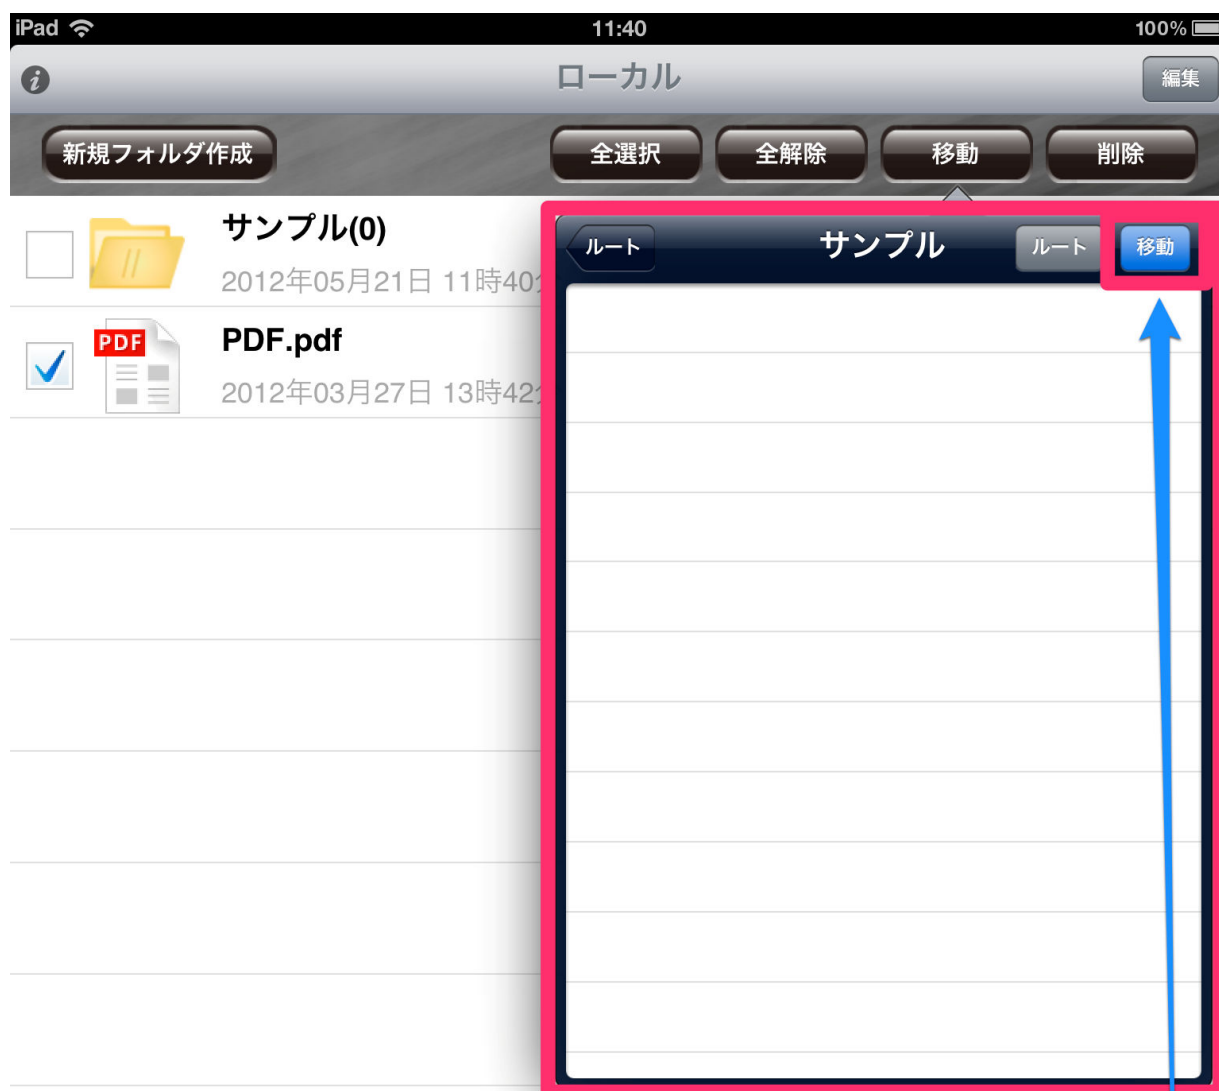 iPad 11:40 100%
ローカル 編集
新規フォルダ作成 全選択 全解除 移動 削除
サンプル(0)
2012年05月21日 11時40
PDF
PDF.pdf
2012年03月27日 13時42
ルート サンプル ルート 移動